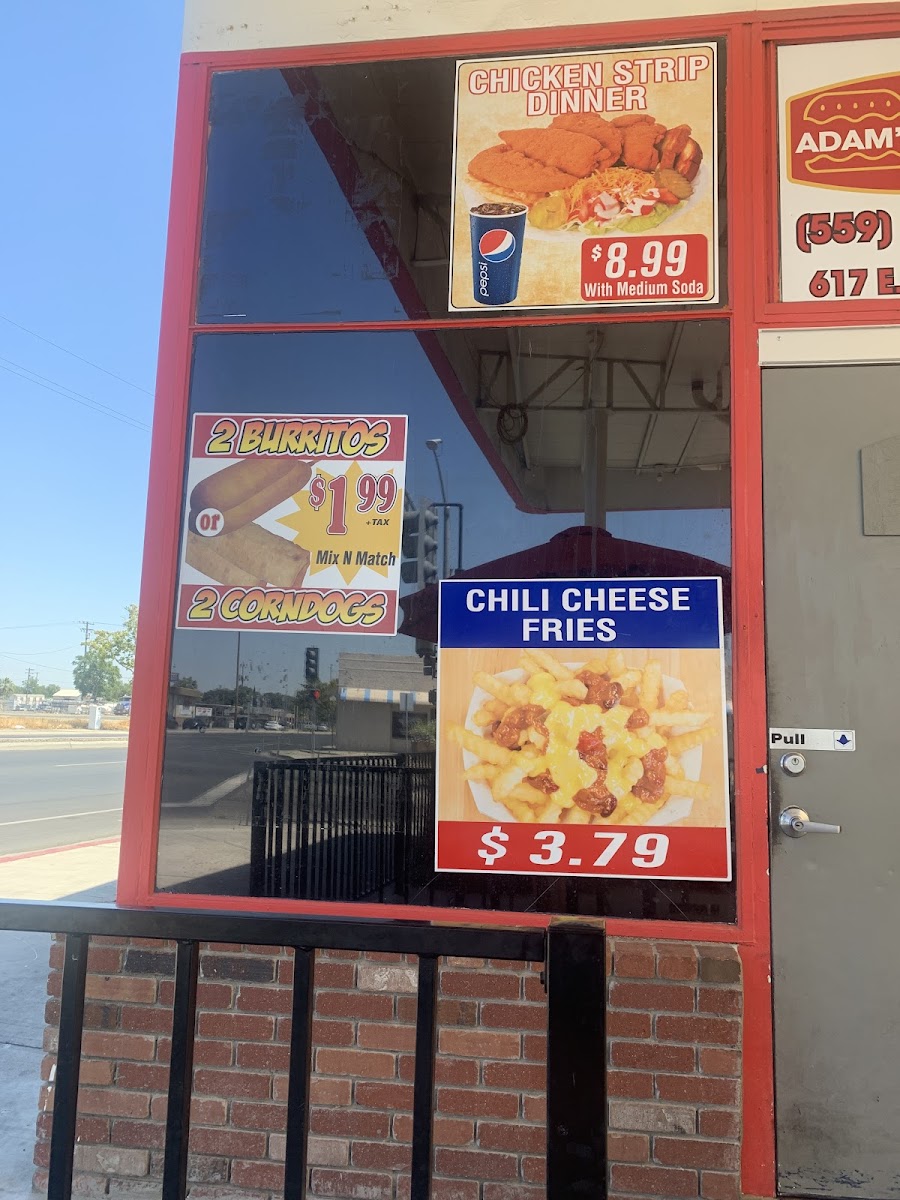 CHICKEN STRIP
DINNER
pepsi
$8.99
With Medium Soda
ADAM'
(559)
617 E.
2 BURRITOS
or
$1 99
+TAX
Mix N Match
2 CORNDOGS
CHILI CHEESE
FRIES
$ 3.79
Pull